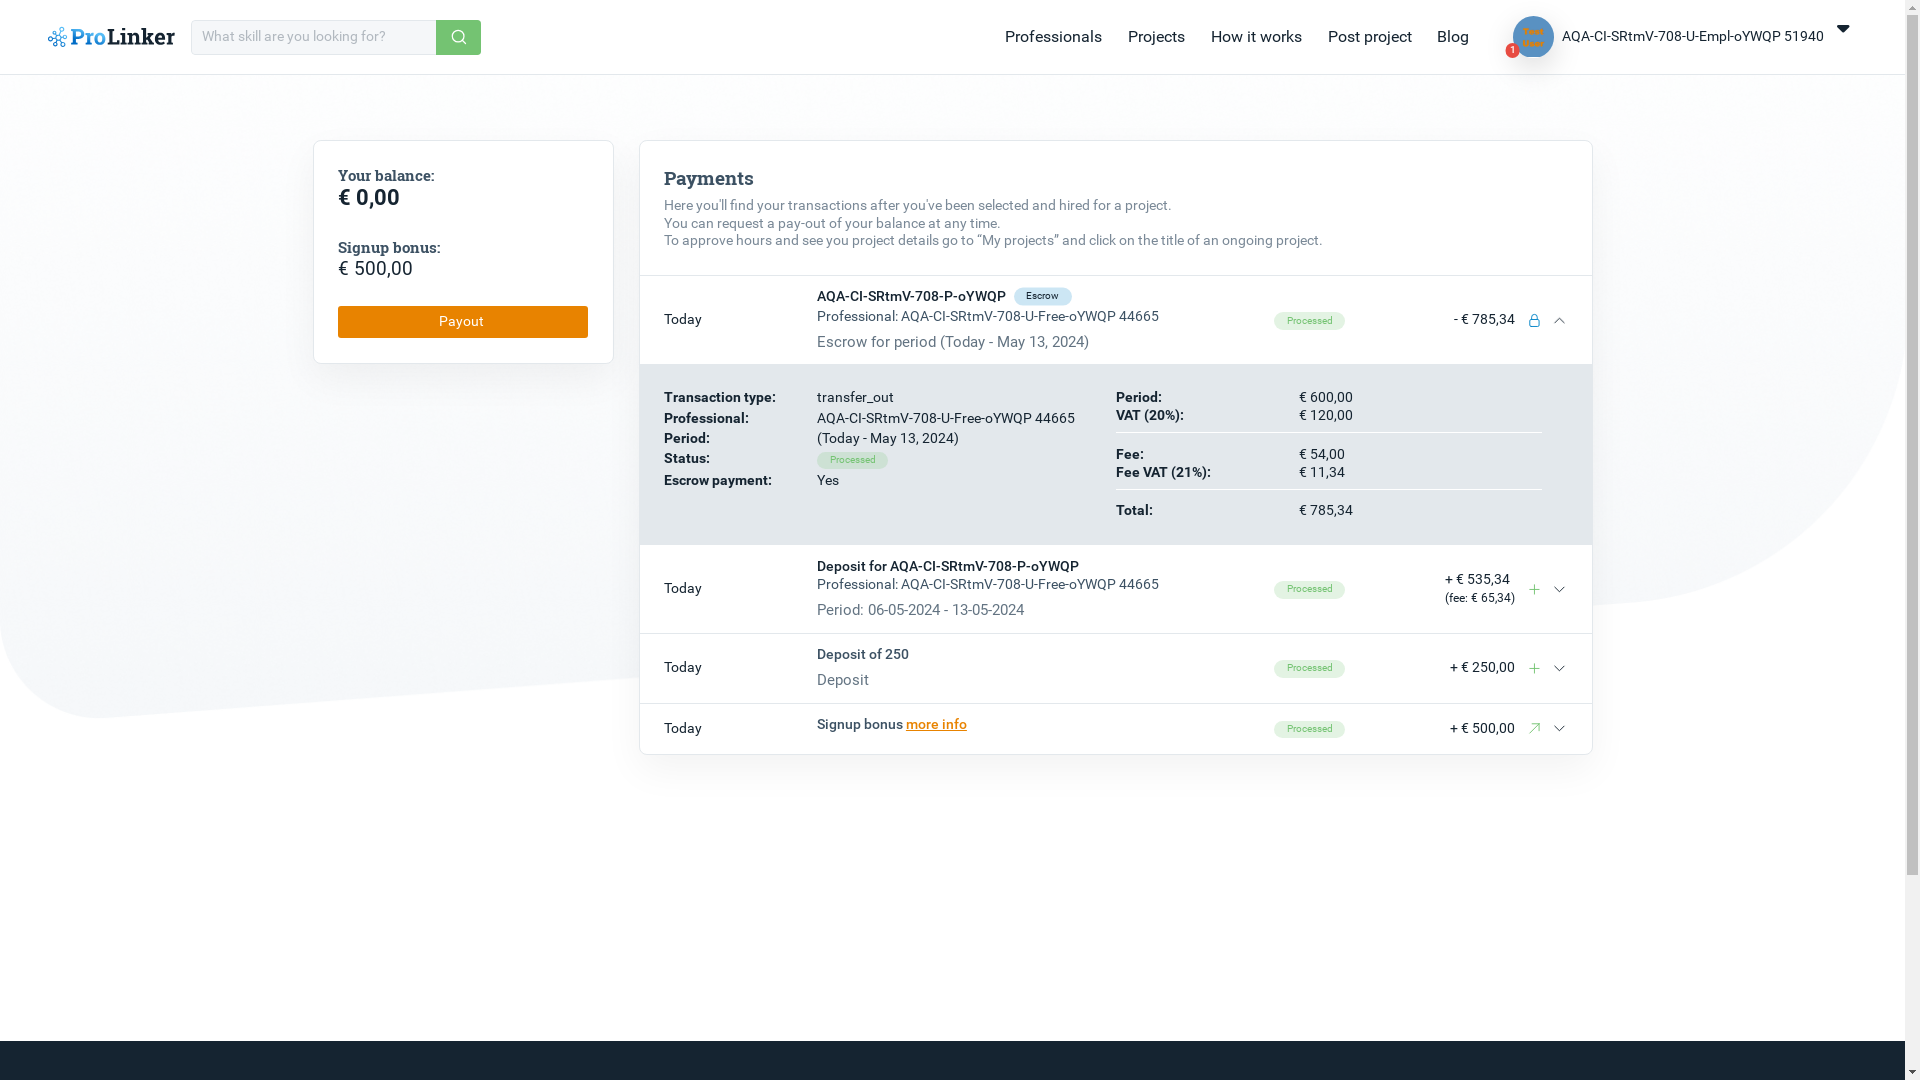 ProLinker
What skill are you looking for?
Professionals
Projects
How it works
Post project
Blog
1
AQA-CI-SRtmV-708-U-Empl-oYWQP 51940
Your balance:
€ 0,00
Signup bonus:
€ 500,00
Payout
Payments
Here you'll find your transactions after you've been selected and hired for a project.
You can request a pay-out of your balance at any time.
To approve hours and see you project details go to “My projects” and click on the title of an ongoing project.
Today
AQA-CI-SRtmV-708-P-oYWQP Escrow
Professional: AQA-CI-SRtmV-708-U-Free-oYWQP 44665
Escrow for period (Today - May 13, 2024)
Processed
- € 785,34
Transaction type: transfer_out
Professional: AQA-CI-SRtmV-708-U-Free-oYWQP 44665
Period: (Today - May 13, 2024)
Status: Processed
Escrow payment: Yes
Period: € 600,00
VAT (20%): € 120,00
Fee: € 54,00
Fee VAT (21%): € 11,34
Total: € 785,34
Today
Deposit for AQA-CI-SRtmV-708-P-oYWQP
Professional: AQA-CI-SRtmV-708-U-Free-oYWQP 44665
Period: 06-05-2024 - 13-05-2024
Processed
+ € 535,34
(fee: € 65,34)
Today
Deposit of 250
Deposit
Processed
+ € 250,00
Today
Signup bonus more info
Processed
+ € 500,00